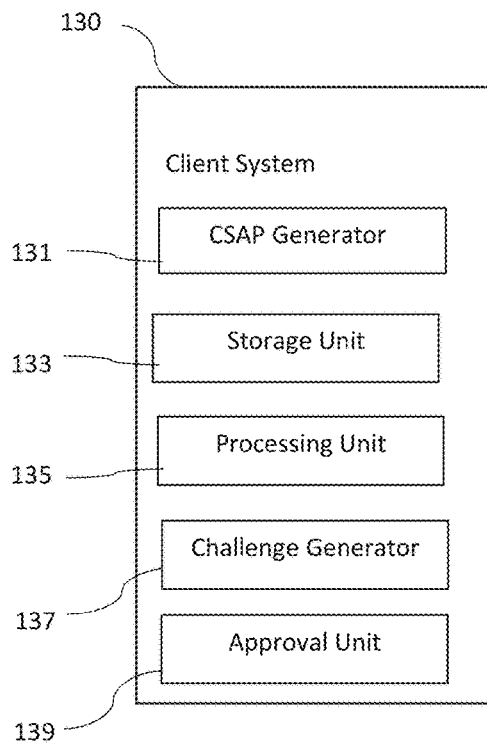 130
Client System
CSAP Generator
131
Storage Unit
133
Processing Unit
135
Challenge Generator
137
Approval Unit
139